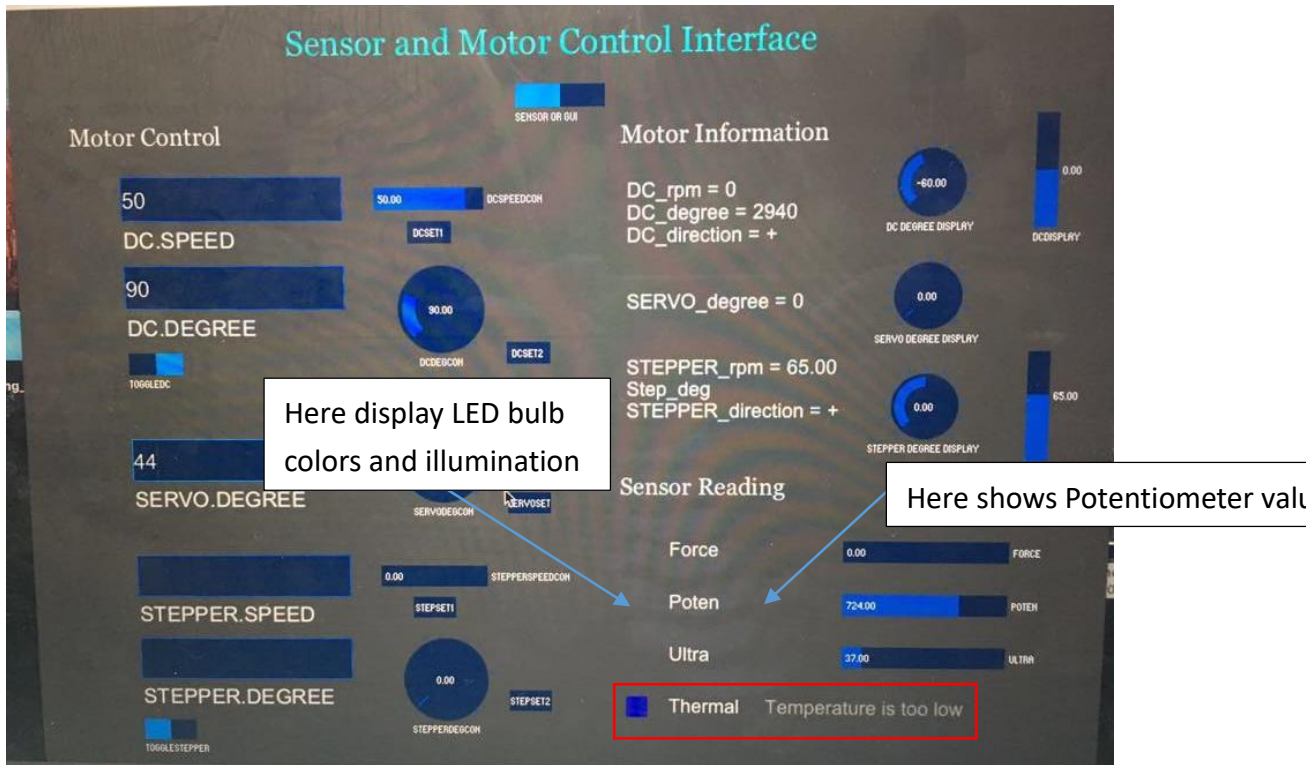 Sensor and Motor Control Interface
SENSOR OR GUI
Motor Control
50
DC.SPEED
50.00
DCSPEEDCON
DCSET1
90
DC.DEGREE
90.00
DCDEGCON
DCSET2
TOGGLEDC
Here display LED bulb
colors and illumination
44
SERVO.DEGREE
SERVODEGCON
SERVOSET
STEPPER.SPEED
0.00
STEPPERSPEEDCON
STEPSET1
STEPPER.DEGREE
0.00
STEPPERDEGCON
STEPSET2
TOGGLESTEPPER
Motor Information
DC_rpm = 0
DC_degree = 2940
DC_direction = +
-60.00
DC DEGREE DISPLAY
0.00
DCDISPLAY
SERVO_degree = 0
0.00
SERVO DEGREE DISPLAY
STEPPER_rpm = 65.00
Step_deg
STEPPER_direction = +
0.00
STEPPER DEGREE DISPLAY
65.00
Sensor Reading
Here shows Potentiometer valu
Force
0.00
FORCE
Poten
724.00
POTEN
Ultra
37.00
ULTRA
Thermal Temperature is too low